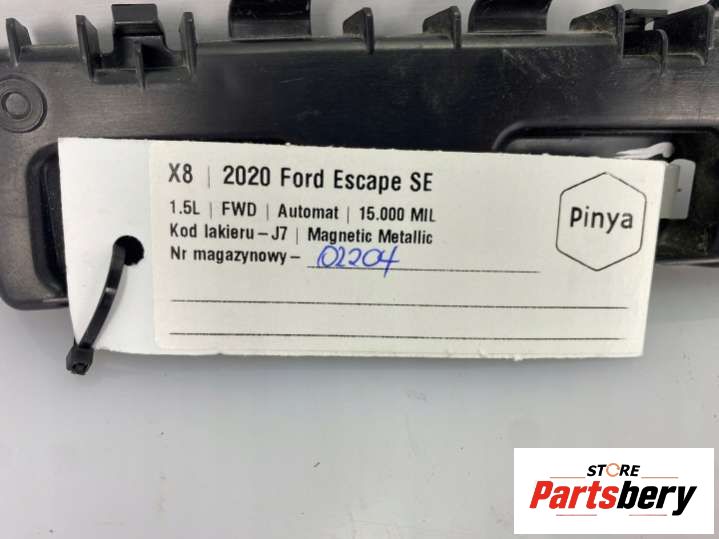 X8 | 2020 Ford Escape SE
1.5L | FWD | Automat | 15.000 MIL
Kod lakieru – J7 | Magnetic Metallic
Nr magazynowy – 02204
Pinya
STORE
Partsbery